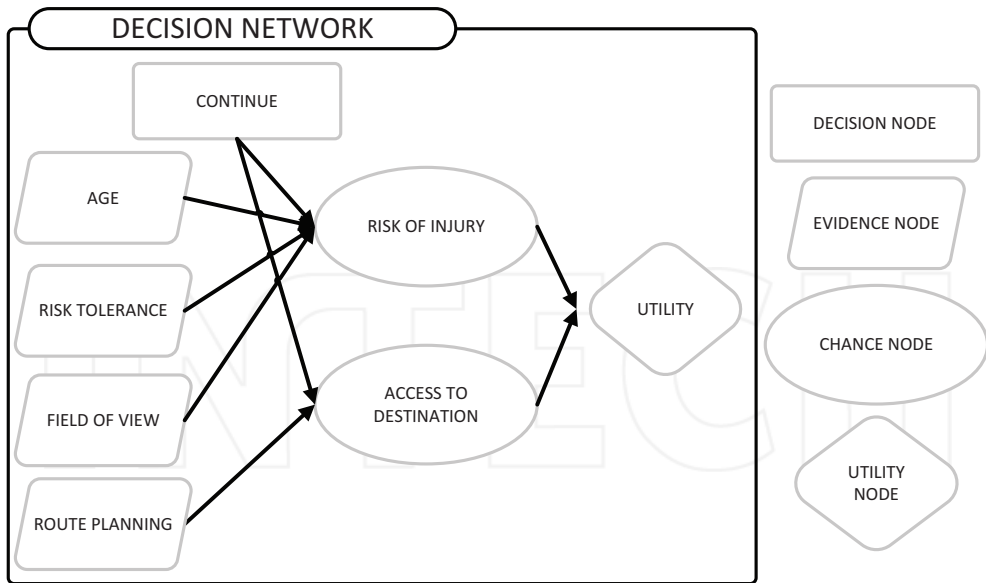 DECISION NETWORK
CONTINUE
AGE
RISK TOLERANCE
FIELD OF VIEW
ROUTE PLANNING
RISK OF INJURY
ACCESS TO
DESTINATION
UTILITY
DECISION NODE
EVIDENCE NODE
CHANCE NODE
UTILITY
NODE
INTECH